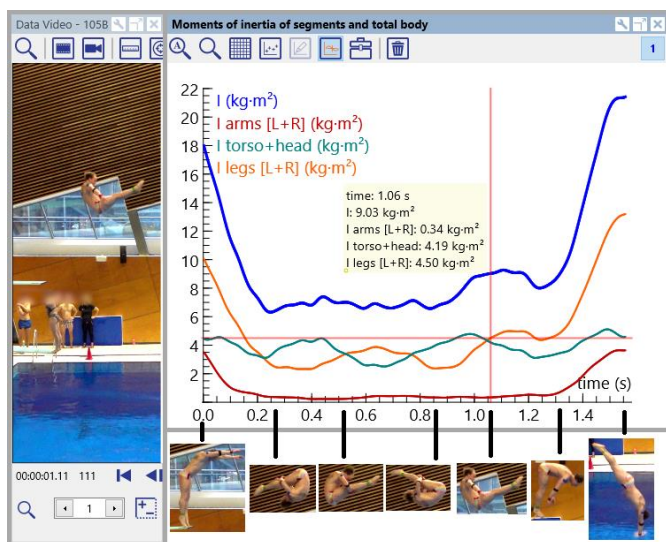 Data Video - 105B
Moments of inertia of segments and total body
1
22
20
18
16
14
12
10
8
6
4
2
I (kg·m²)
I arms [L+R] (kg·m²)
I torso+head (kg·m²)
I legs [L+R] (kg·m²)
time: 1.06 s
I: 9.03 kg·m²
I arms [L+R]: 0.34 kg·m²
I torso+head: 4.19 kg·m²
I legs [L+R]: 4.50 kg·m²
time (s)
0.0 0.2 0.4 0.6 0.8 1.0 1.2 1.4
00:00:01.11 111
1